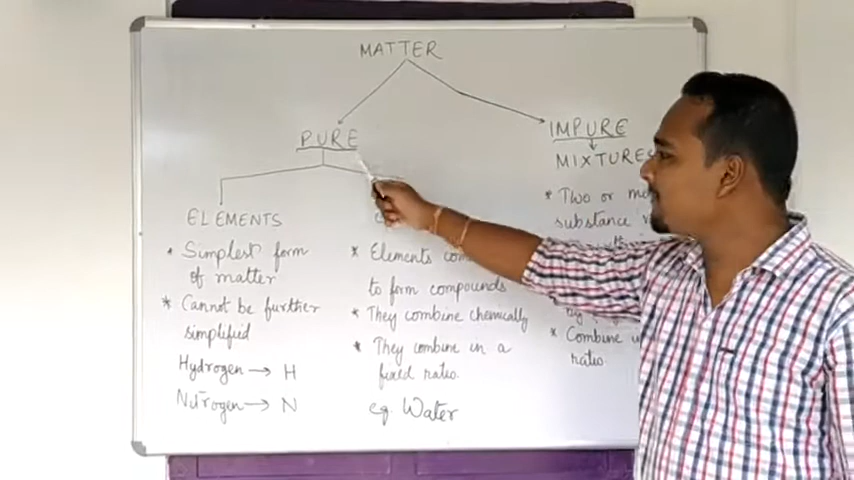 MATTER
PURE
IMPURE
MIXTURES
ELEMENTS
* Simplest form
of matter
* Cannot be further
simplified
Hydrogen → H
Nitrogen → N
* Elements
to form compounds
* They combine chemically
* They combine in a
fixed ratio.
eg. Water
* Two or
substance
* Combine
ratio.